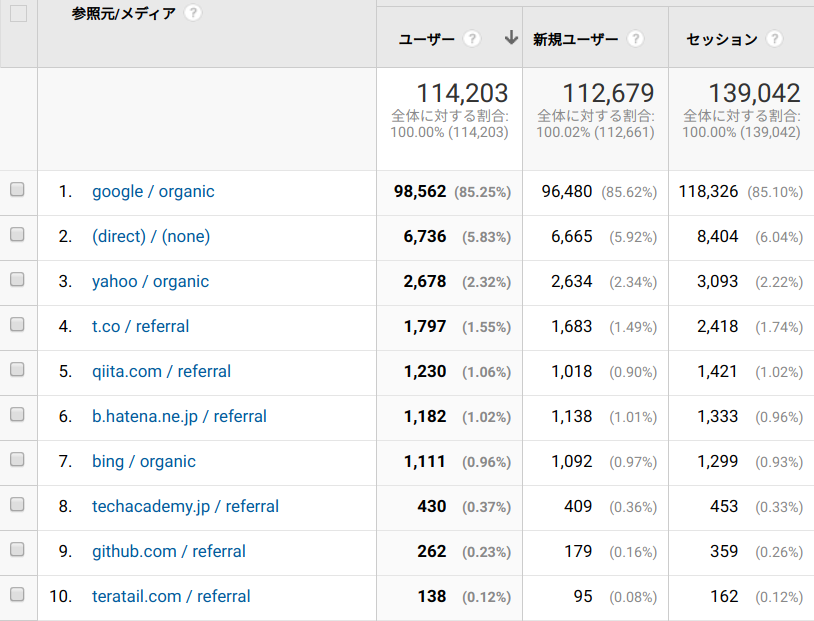 参照元/メディア ?
ユーザー ? ↓ 新規ユーザー ? セッション ?
114,203 112,679 139,042
全体に対する割合: 全体に対する割合: 全体に対する割合:
100.00% (114,203) 100.02% (112,661) 100.00% (139,042)
1. google / organic 98,562 (85.25%) 96,480 (85.62%) 118,326 (85.10%)
2. (direct) / (none) 6,736 (5.83%) 6,665 (5.92%) 8,404 (6.04%)
3. yahoo / organic 2,678 (2.32%) 2,634 (2.34%) 3,093 (2.22%)
4. t.co / referral 1,797 (1.55%) 1,683 (1.49%) 2,418 (1.74%)
5. qiita.com / referral 1,230 (1.06%) 1,018 (0.90%) 1,421 (1.02%)
6. b.hatena.ne.jp / referral 1,182 (1.02%) 1,138 (1.01%) 1,333 (0.96%)
7. bing / organic 1,111 (0.96%) 1,092 (0.97%) 1,299 (0.93%)
8. techacademy.jp / referral 430 (0.37%) 409 (0.36%) 453 (0.33%)
9. github.com / referral 262 (0.23%) 179 (0.16%) 359 (0.26%)
10. teratail.com / referral 138 (0.12%) 95 (0.08%) 162 (0.12%)